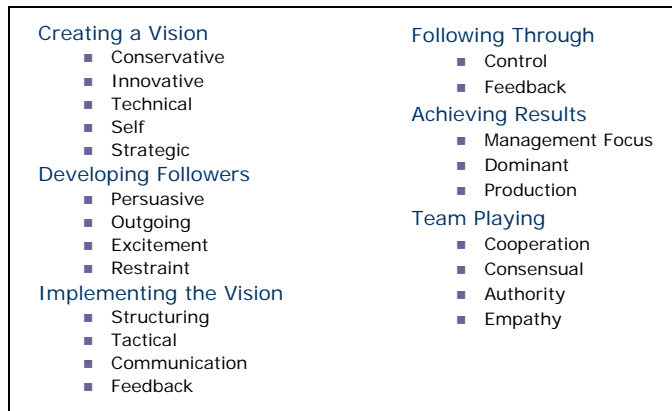 Creating a Vision
Conservative
Innovative
Technical
Self
Strategic
Developing Followers
Persuasive
Outgoing
Excitement
Restraint
Implementing the Vision
Structuring
Tactical
Communication
Feedback
Following Through
Control
Feedback
Achieving Results
Management Focus
Dominant
Production
Team Playing
Cooperation
Consensual
Authority
Empathy